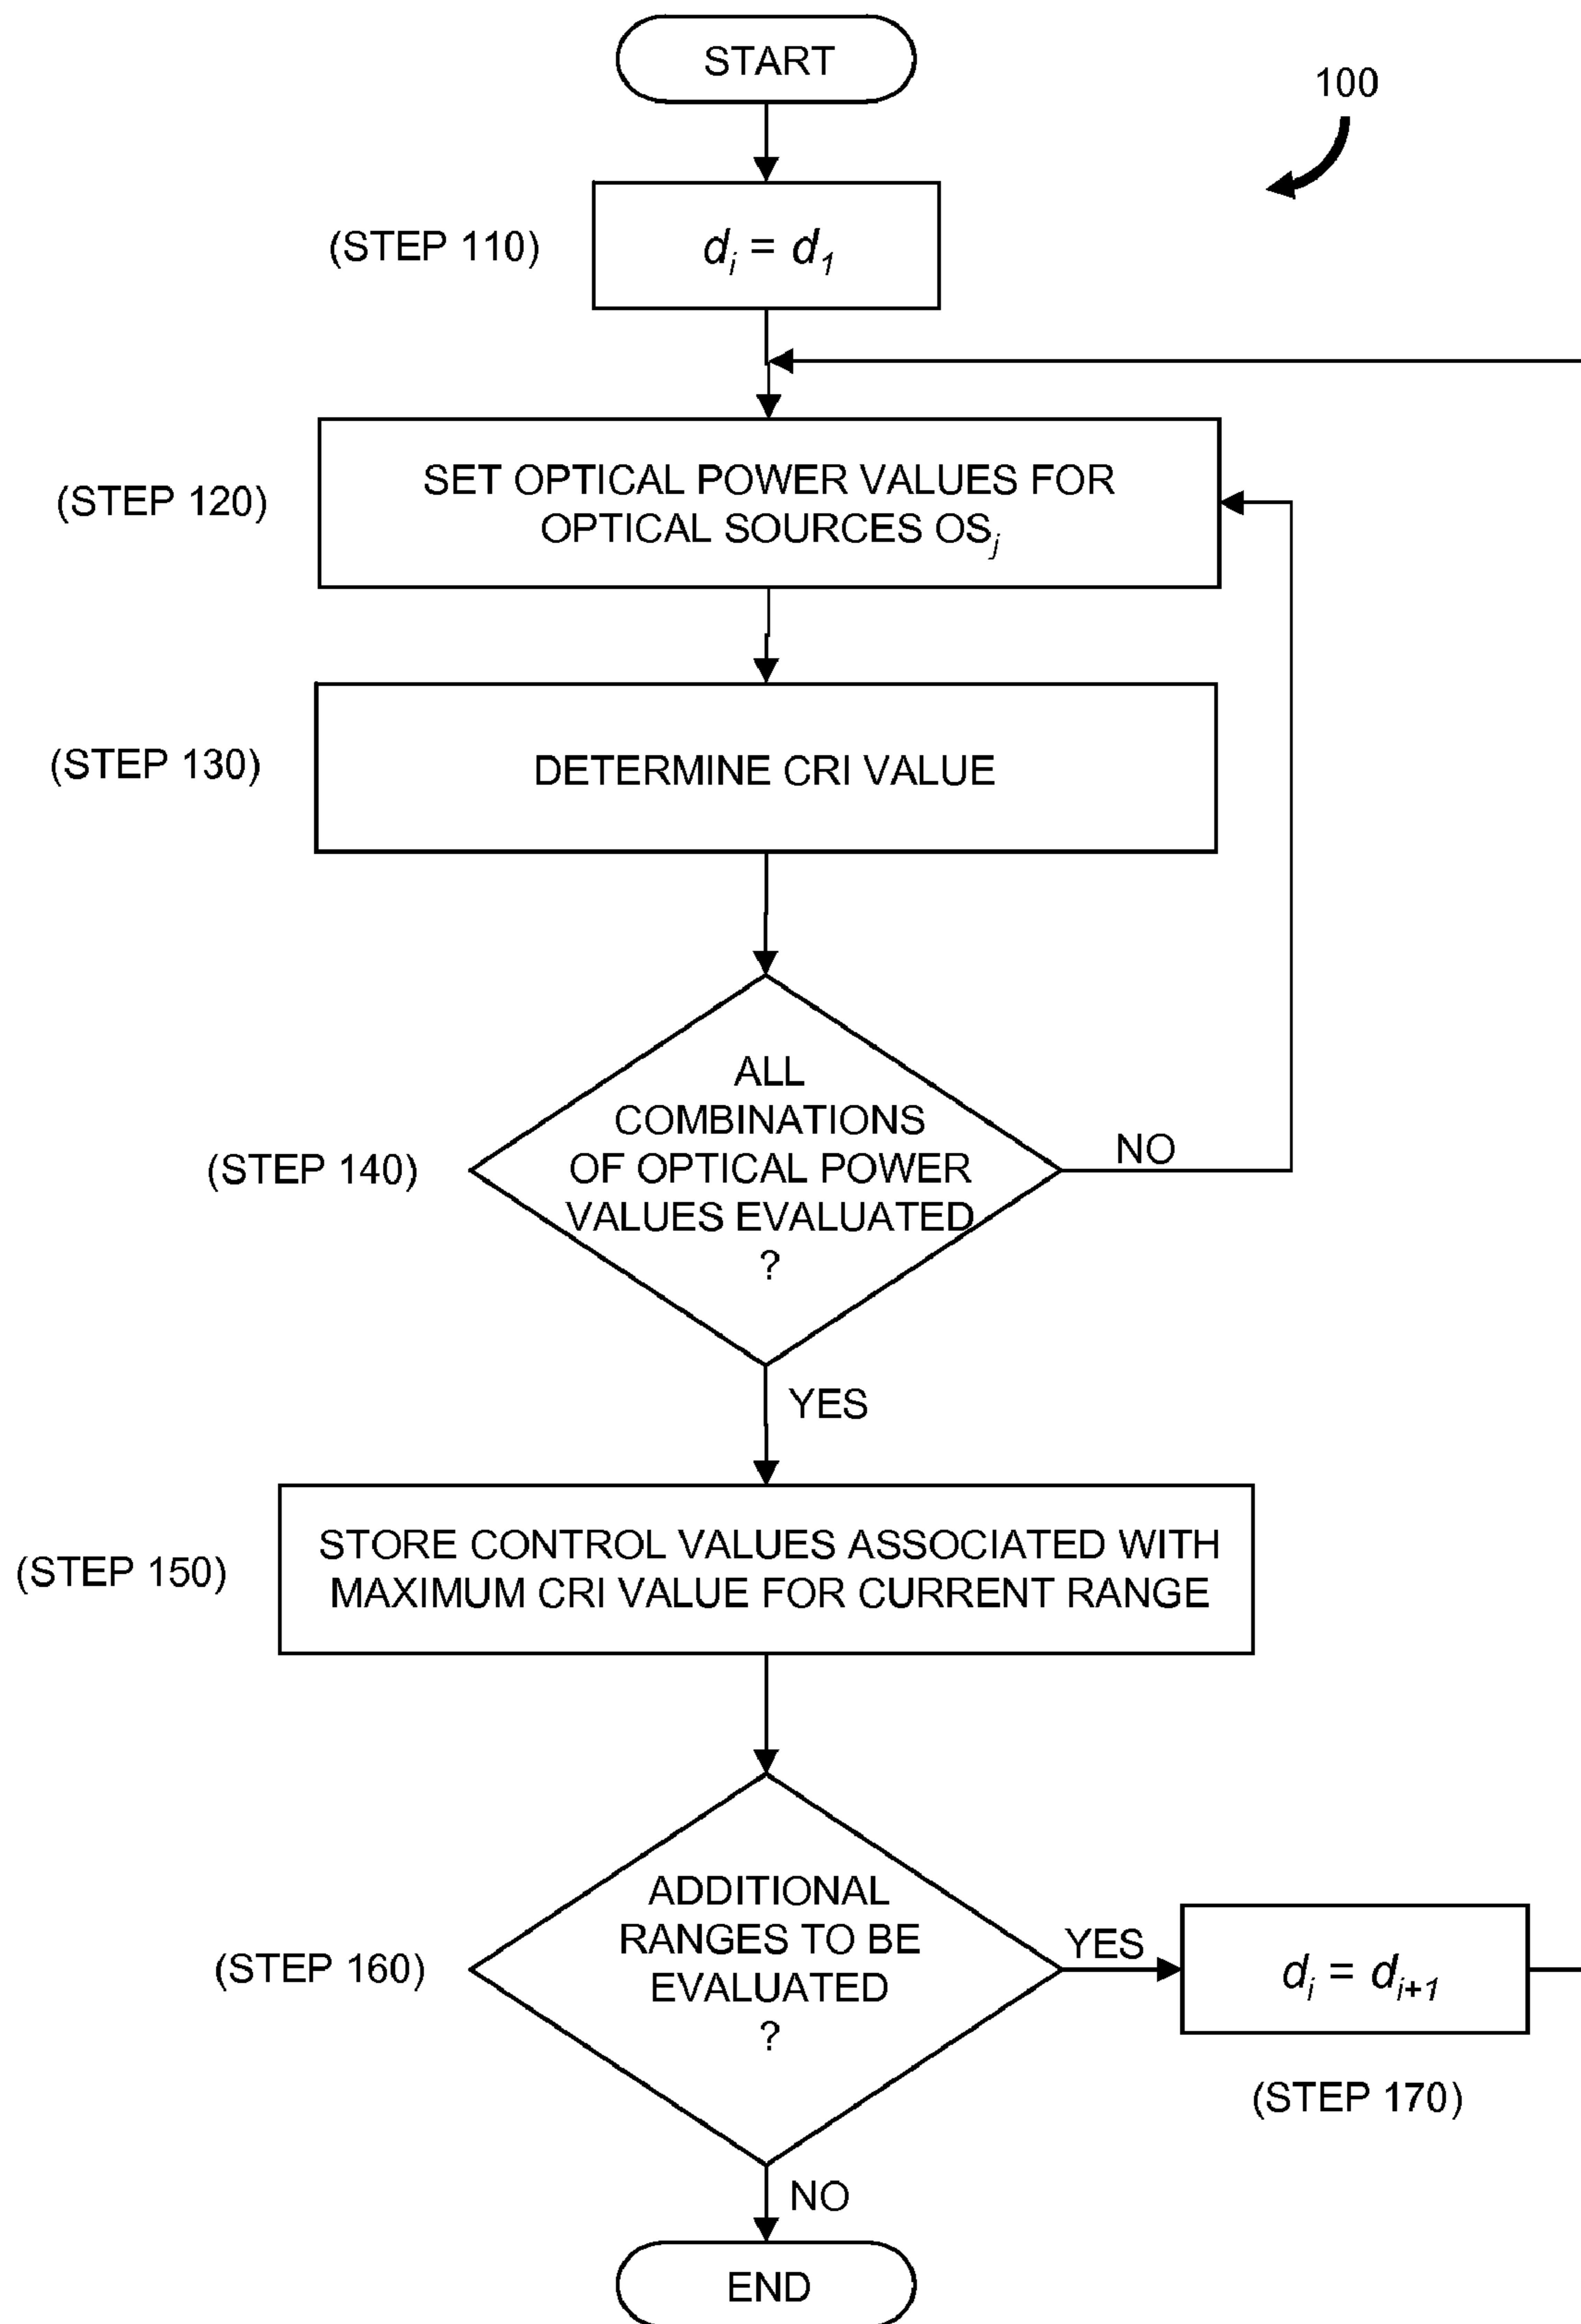 START
100
(STEP 110)
d_i = d_1
(STEP 120)
SET OPTICAL POWER VALUES FOR
OPTICAL SOURCES OS_j
(STEP 130)
DETERMINE CRI VALUE
(STEP 140)
ALL
COMBINATIONS
OF OPTICAL POWER
VALUES EVALUATED
?
NO
YES
(STEP 150)
STORE CONTROL VALUES ASSOCIATED WITH
MAXIMUM CRI VALUE FOR CURRENT RANGE
(STEP 160)
ADDITIONAL
RANGES TO BE
EVALUATED
?
YES
d_i = d_{i+1}
(STEP 170)
NO
END